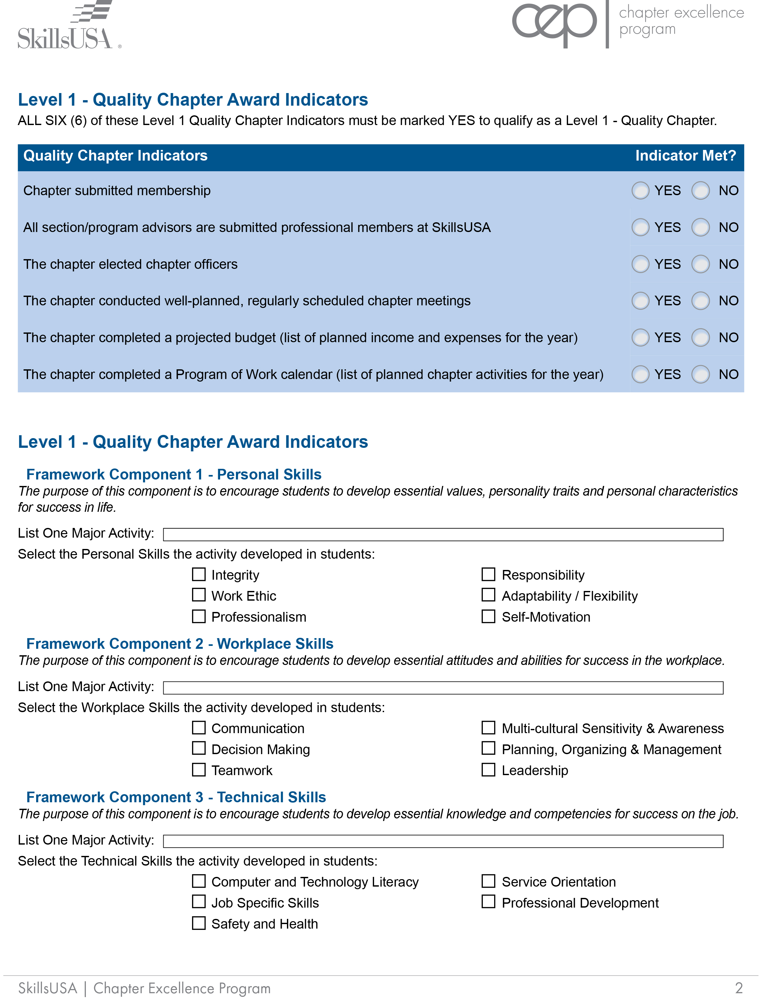 SkillsUSA ®
cep | chapter excellence
program
Level 1 - Quality Chapter Award Indicators
ALL SIX (6) of these Level 1 Quality Chapter Indicators must be marked YES to qualify as a Level 1 - Quality Chapter.
Quality Chapter Indicators Indicator Met?
Chapter submitted membership YES NO
All section/program advisors are submitted professional members at SkillsUSA YES NO
The chapter elected chapter officers YES NO
The chapter conducted well-planned, regularly scheduled chapter meetings YES NO
The chapter completed a projected budget (list of planned income and expenses for the year) YES NO
The chapter completed a Program of Work calendar (list of planned chapter activities for the year) YES NO
Level 1 - Quality Chapter Award Indicators
Framework Component 1 - Personal Skills
The purpose of this component is to encourage students to develop essential values, personality traits and personal characteristics
for success in life.
List One Major Activity:
Select the Personal Skills the activity developed in students:
Integrity Responsibility
Work Ethic Adaptability / Flexibility
Professionalism Self-Motivation
Framework Component 2 - Workplace Skills
The purpose of this component is to encourage students to develop essential attitudes and abilities for success in the workplace.
List One Major Activity:
Select the Workplace Skills the activity developed in students:
Communication Multi-cultural Sensitivity & Awareness
Decision Making Planning, Organizing & Management
Teamwork Leadership
Framework Component 3 - Technical Skills
The purpose of this component is to encourage students to develop essential knowledge and competencies for success on the job.
List One Major Activity:
Select the Technical Skills the activity developed in students:
Computer and Technology Literacy Service Orientation
Job Specific Skills Professional Development
Safety and Health
SkillsUSA | Chapter Excellence Program 2